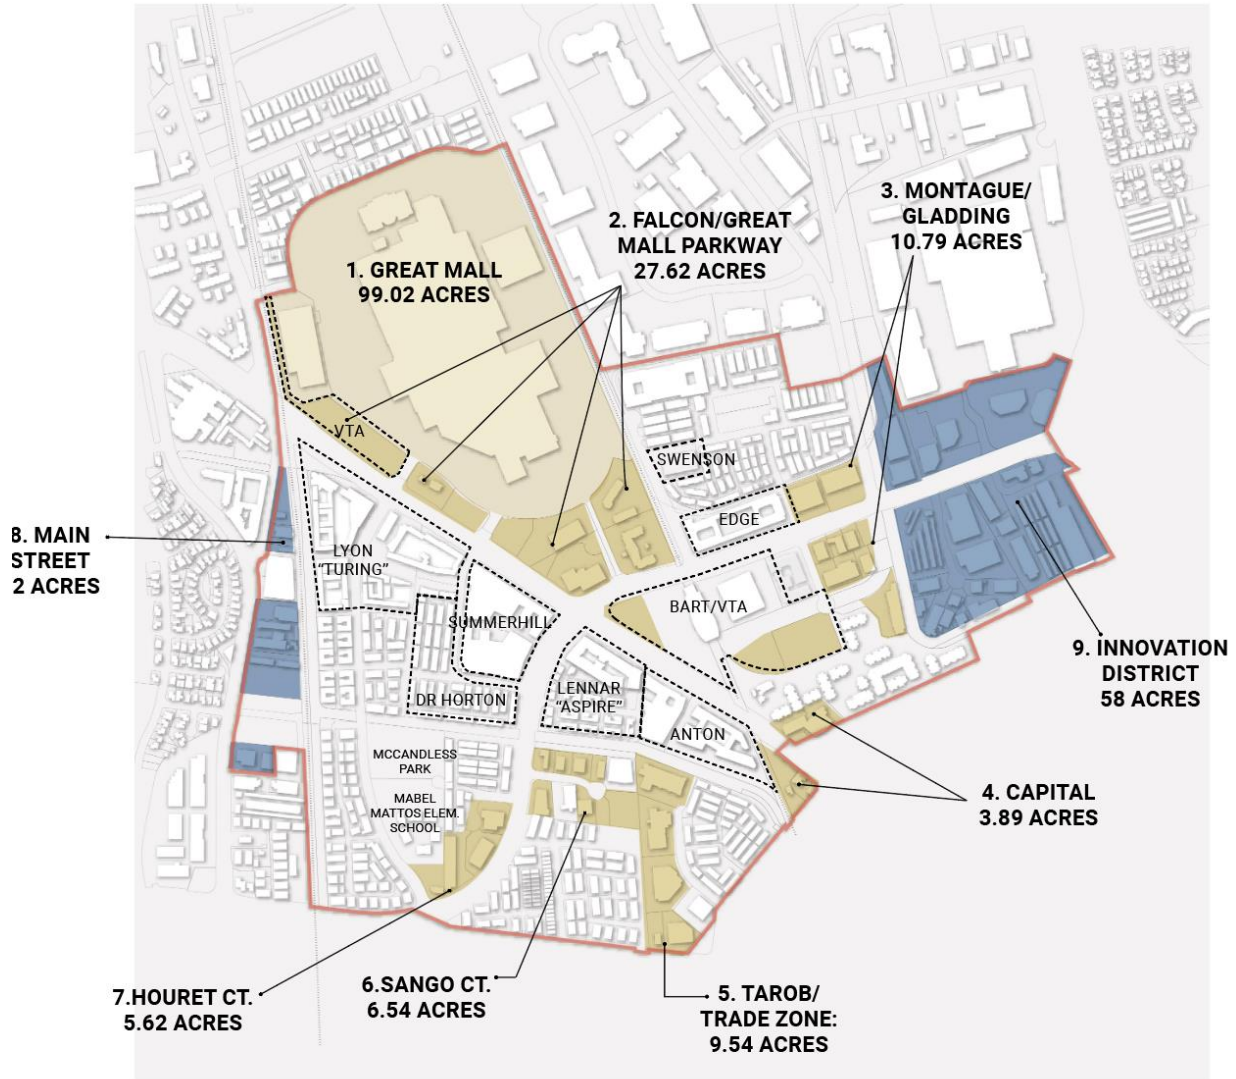 1. GREAT MALL
99.02 ACRES
2. FALCON/GREAT
MALL PARKWAY
27.62 ACRES
3. MONTAGUE/
GLADDING
10.79 ACRES
VTA
SWENSON
EDGE
LYON
"TURING"
BART/VTA
SUMMERHILL
DR HORTON
LENNAR
"ASPIRE"
ANTON
MCCANDLESS
PARK
MABEL
MATTOS ELEM.
SCHOOL
8. MAIN
STREET
2 ACRES
9. INNOVATION
DISTRICT
58 ACRES
4. CAPITAL
3.89 ACRES
7.HOURET CT.
5.62 ACRES
6.SANGO CT.
6.54 ACRES
5. TAROB/
TRADE ZONE:
9.54 ACRES